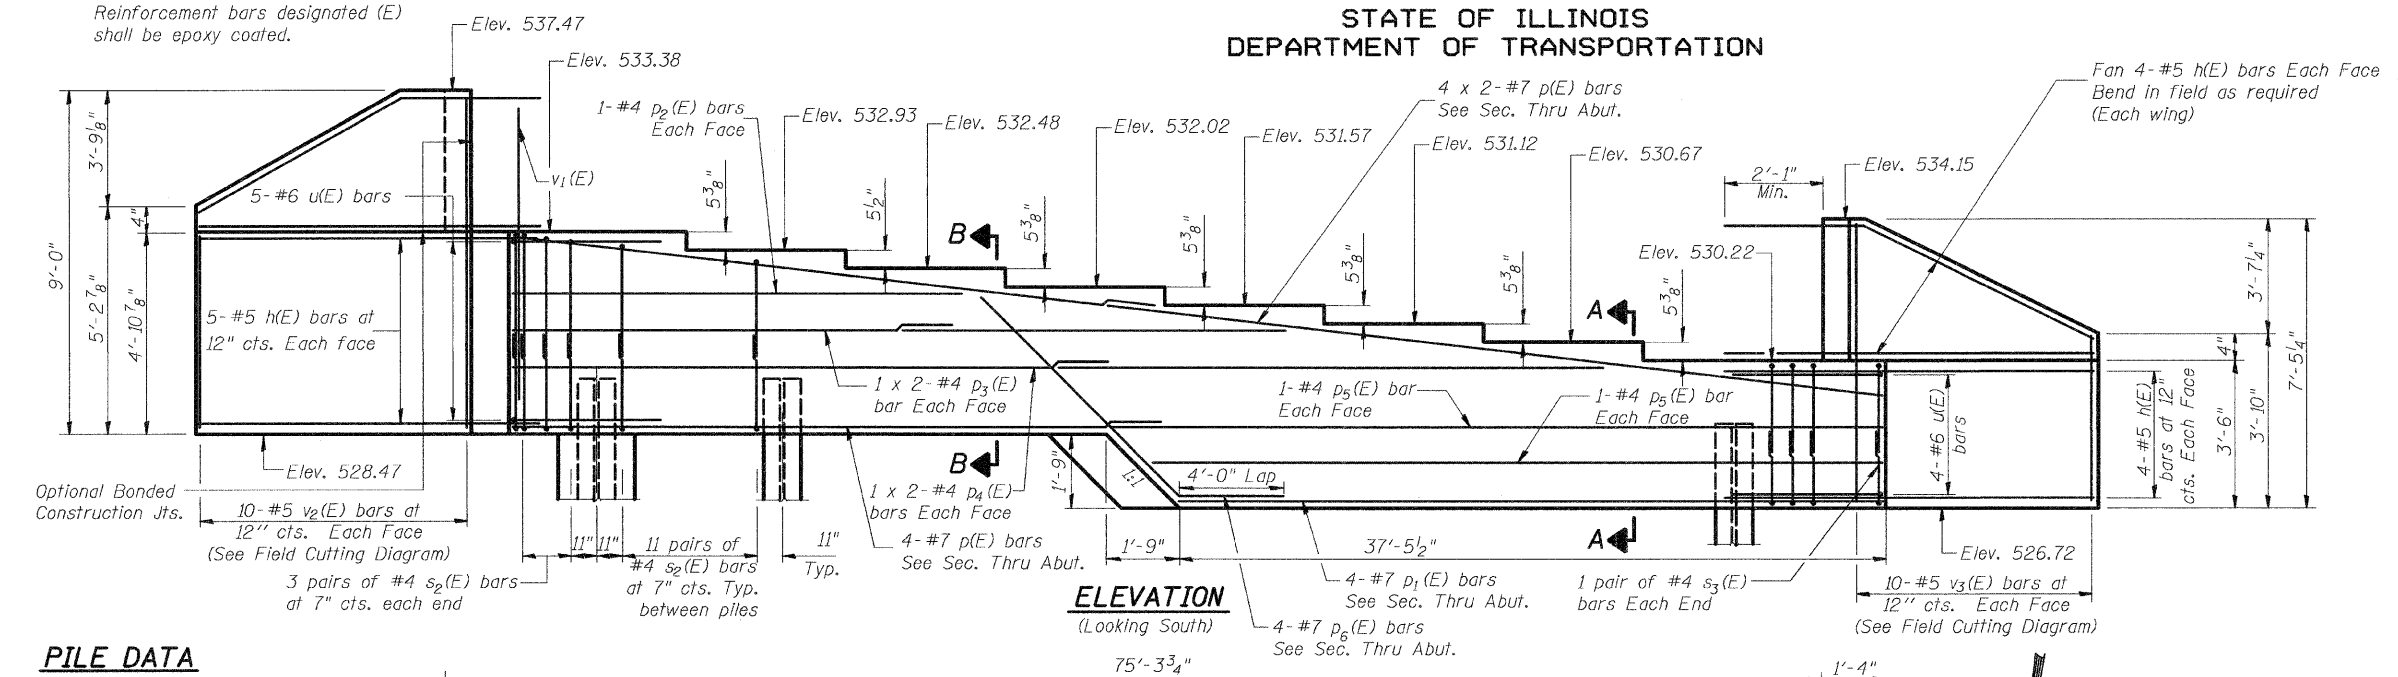 Reinforcement bars designated (E)
shall be epoxy coated.
STATE OF ILLINOIS
DEPARTMENT OF TRANSPORTATION
Elev. 537.47
Elev. 533.38
1-#4 p2(E) bars
Each Face
Elev. 532.93
Elev. 532.48
Elev. 532.02
Elev. 531.57
Elev. 531.12
Elev. 530.67
4 x 2-#7 p(E) bars
See Sec. Thru Abut.
Fan 4-#5 h(E) bars Each Face
Bend in field as required
(Each wing)
2'-1"
Min.
Elev. 534.15
Elev. 530.22
v1(E)
5-#6 u(E) bars
9'-0"
3'-9 1/8"
5'-2 7/8"
4"
4'-10 7/8"
5 3/8"
5 1/2"
5 3/8"
5 3/8"
5 3/8"
5 3/8"
5 3/8"
B
A
5-#5 h(E) bars at
12" cts. Each face
1 x 2-#4 p3(E)
bar Each Face
1-#4 p5(E) bar
Each Face
1-#4 p5(E) bar
Each Face
4-#6 u(E)
bars
4-#5 h(E)
bars at 12"
cts. Each Face
3'-7 1/4"
4"
3'-6"
3'-10"
7'-5 1/4"
Elev. 528.47
Optional Bonded
Construction Jts.
10-#5 v2(E) bars at
12" cts. Each Face
(See Field Cutting Diagram)
11"
11"
11 pairs of
#4 s2(E) bars
at 7" cts. Typ.
between piles
11"
Typ.
3 pairs of #4 s2(E) bars
at 7" cts. each end
B
1'-9"
1:1
4'-0" Lap
1 x 2-#4 p4(E)
bars Each Face
4-#7 p(E) bars
See Sec. Thru Abut.
1'-9"
37'-5 1/2"
A
Elev. 526.72
4-#7 p1(E) bars
See Sec. Thru Abut.
1 pair of #4 s3(E)
bars Each End
10-#5 v3(E) bars at
12" cts. Each Face
(See Field Cutting Diagram)
ELEVATION
(Looking South)
4-#7 p6(E) bars
See Sec. Thru Abut.
PILE DATA
75'-3 3/4"
1'-4"